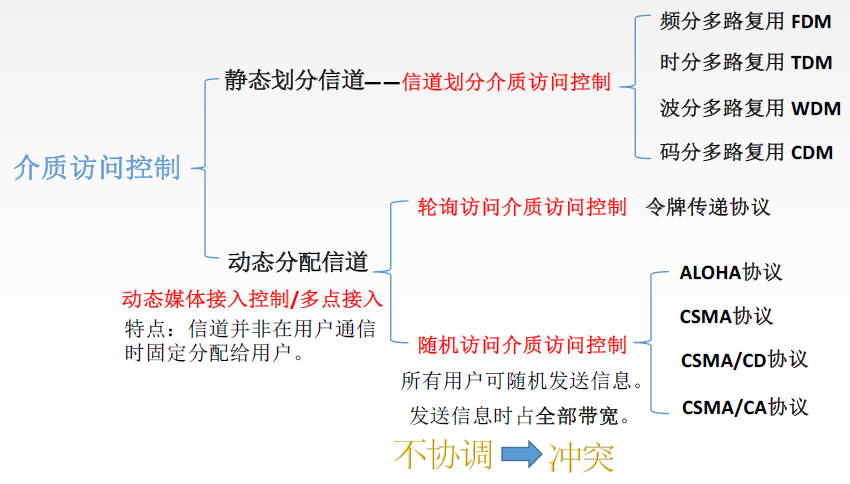 介质访问控制
静态划分信道——信道划分介质访问控制
频分多路复用 FDM
时分多路复用 TDM
波分多路复用 WDM
码分多路复用 CDM
动态分配信道
动态媒体接入控制/多点接入
特点：信道并非在用户通信
时固定分配给用户。
轮询访问介质访问控制 令牌传递协议
随机访问介质访问控制
所有用户可随机发送信息。
发送信息时占全部带宽。
ALOHA协议
CSMA协议
CSMA/CD协议
CSMA/CA协议
不协调 冲突